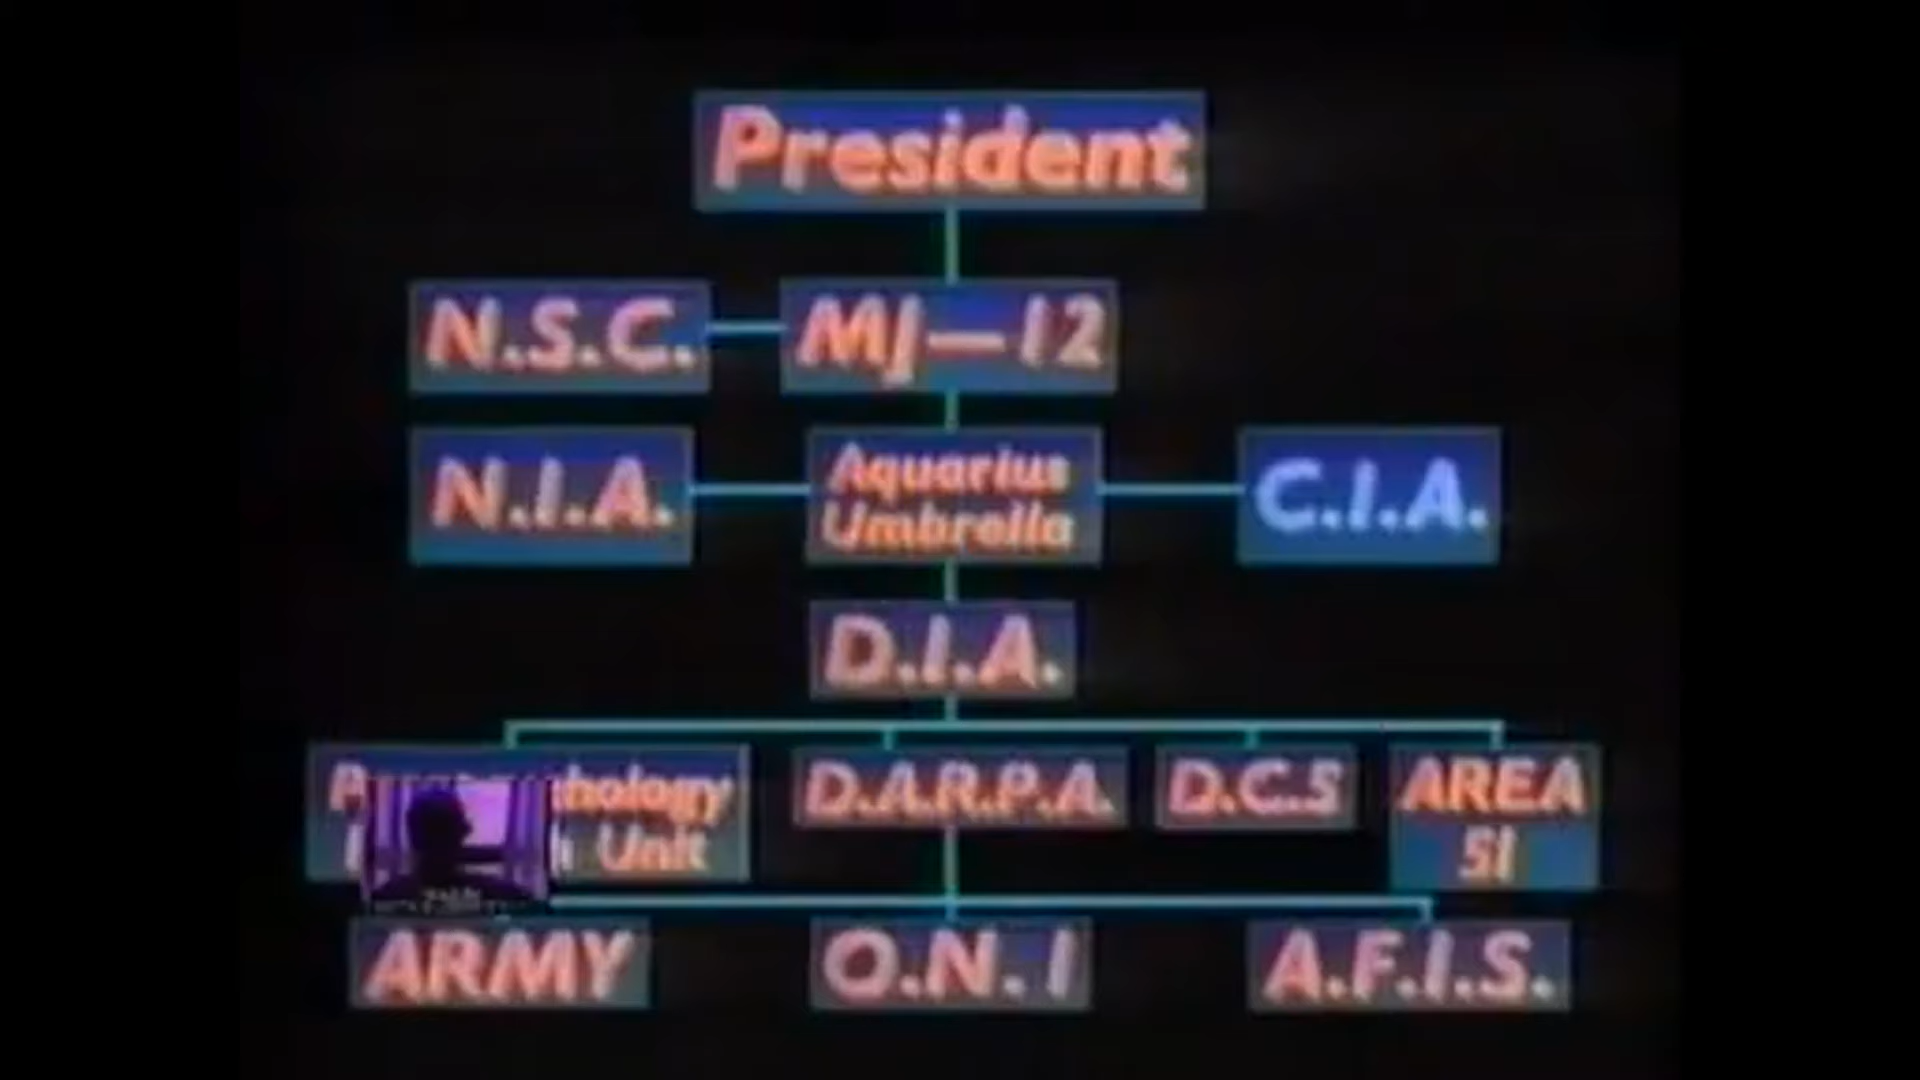 President
N.S.C.
MJ—12
N.I.A.
Aquarius
Umbrella
C.I.A.
D.I.A.
Unit
D.A.R.P.A.
D.C.S
AREA
51
ARMY
O.N.I
A.F.I.S.